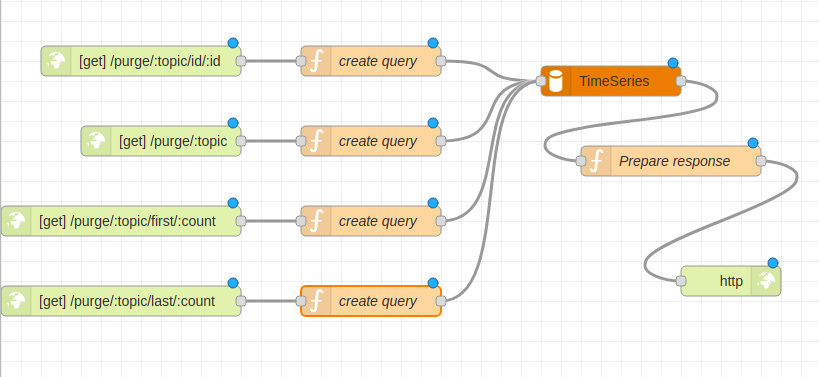 [get] /purge/:topic/id/:id
create query
TimeSeries
[get] /purge/:topic
create query
Prepare response
[get] /purge/:topic/first/:count
create query
http
[get] /purge/:topic/last/:count
create query